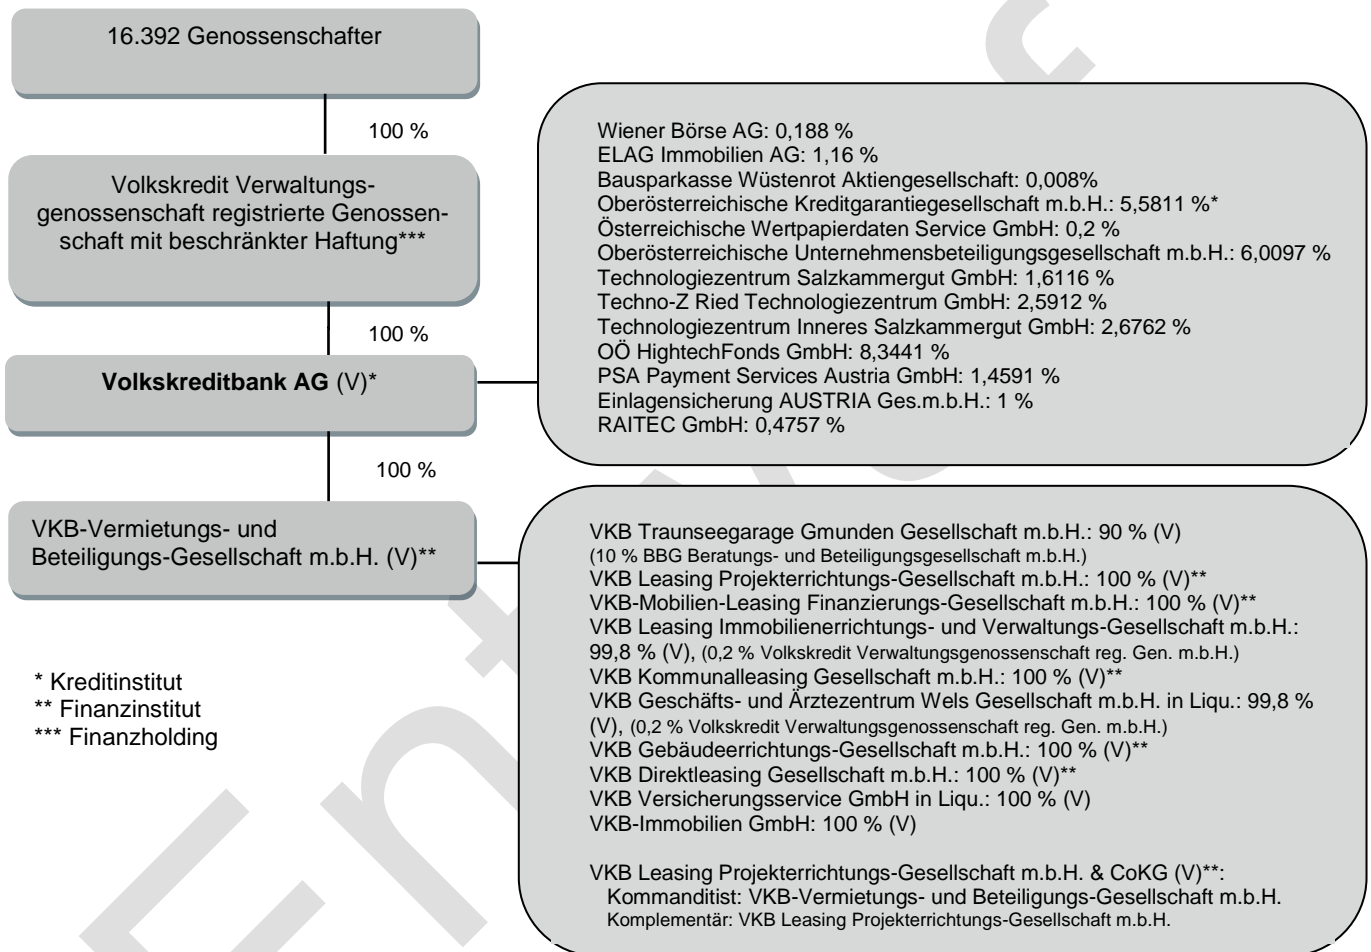 16.392 Genossenschafter
100 %
Volkskredit Verwaltungs-
genossenschaft registrierte Genossen-
schaft mit beschränkter Haftung***
100 %
Volkskreditbank AG (V)*
100 %
VKB-Vermietungs- und
Beteiligungs-Gesellschaft m.b.H. (V)**
* Kreditinstitut
** Finanzinstitut
*** Finanzholding
Wiener Börse AG: 0,188 %
ELAG Immobilien AG: 1,16 %
Bausparkasse Wüstenrot Aktiengesellschaft: 0,008%
Oberösterreichische Kreditgarantiegesellschaft m.b.H.: 5,5811 %*
Österreichische Wertpapierdaten Service GmbH: 0,2 %
Oberösterreichische Unternehmensbeteiligungsgesellschaft m.b.H.: 6,0097 %
Technologiezentrum Salzkammergut GmbH: 1,6116 %
Techno-Z Ried Technologiezentrum GmbH: 2,5912 %
Technologiezentrum Inneres Salzkammergut GmbH: 2,6762 %
OÖ HightechFonds GmbH: 8,3441 %
PSA Payment Services Austria GmbH: 1,4591 %
Einlagensicherung AUSTRIA Ges.m.b.H.: 1 %
RAITEC GmbH: 0,4757 %
VKB Traunseegarage Gmunden Gesellschaft m.b.H.: 90 % (V)
(10 % BBG Beratungs- und Beteiligungsgesellschaft m.b.H.)
VKB Leasing Projekterrichtungs-Gesellschaft m.b.H.: 100 % (V)**
VKB-Mobilien-Leasing Finanzierungs-Gesellschaft m.b.H.: 100 % (V)**
VKB Leasing Immobilienerrichtungs- und Verwaltungs-Gesellschaft m.b.H.:
99,8 % (V), (0,2 % Volkskredit Verwaltungsgenossenschaft reg. Gen. m.b.H.)
VKB Kommunalleasing Gesellschaft m.b.H.: 100 % (V)**
VKB Geschäfts- und Ärztezentrum Wels Gesellschaft m.b.H. in Liqu.: 99,8 %
(V), (0,2 % Volkskredit Verwaltungsgenossenschaft reg. Gen. m.b.H.)
VKB Gebäudeerrichtungs-Gesellschaft m.b.H.: 100 % (V)**
VKB Direktleasing Gesellschaft m.b.H.: 100 % (V)**
VKB Versicherungsservice GmbH in Liqu.: 100 % (V)
VKB-Immobilien GmbH: 100 % (V)
VKB Leasing Projekterrichtungs-Gesellschaft m.b.H. & CoKG (V)**:
Kommanditist: VKB-Vermietungs- und Beteiligungs-Gesellschaft m.b.H.
Komplementär: VKB Leasing Projekterrichtungs-Gesellschaft m.b.H.